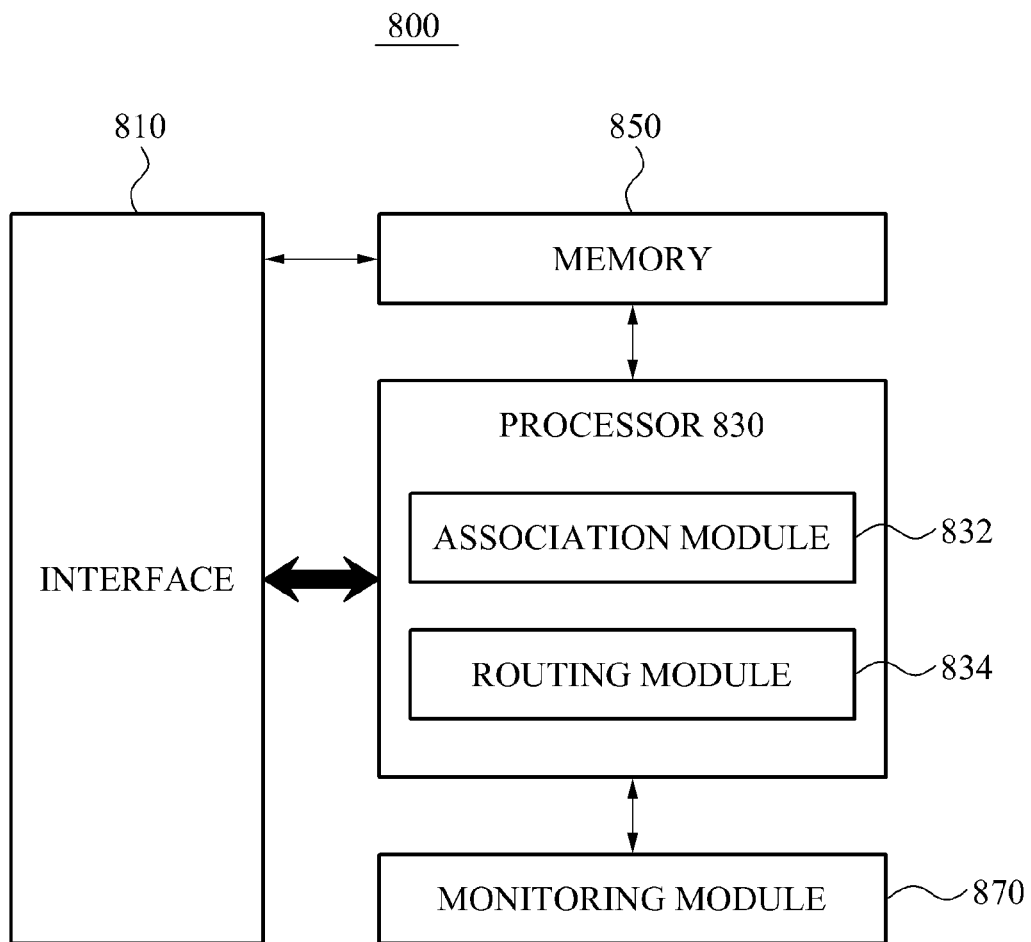 800
810
850
MEMORY
PROCESSOR 830
ASSOCIATION MODULE
832
INTERFACE
ROUTING MODULE
834
MONITORING MODULE
870